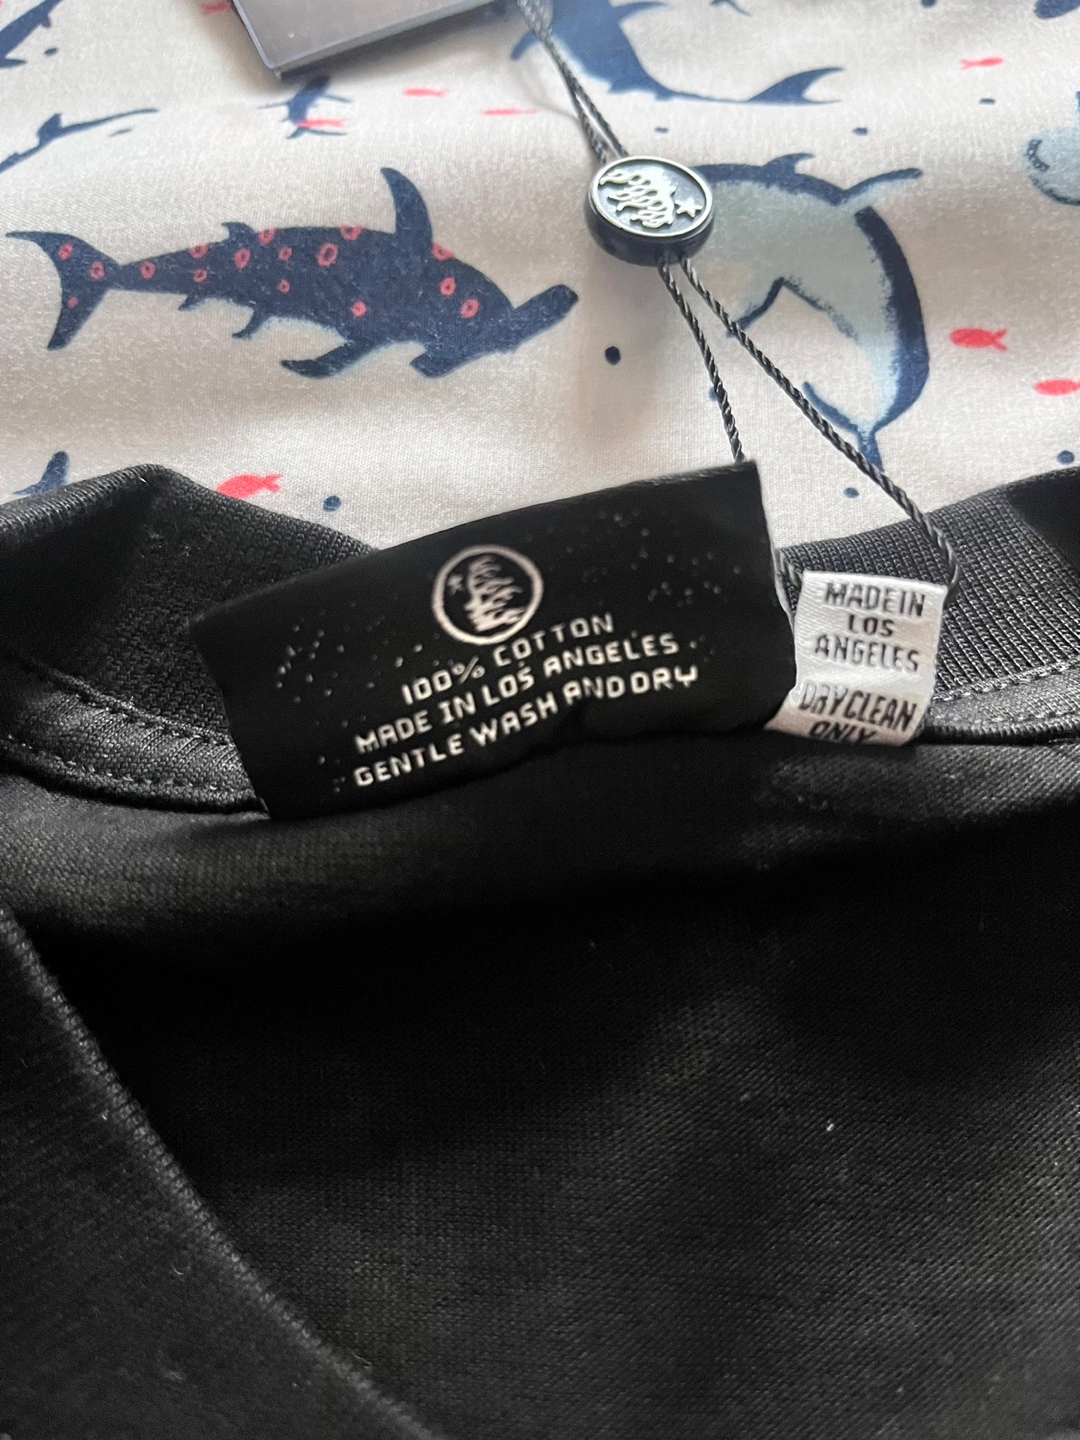 100% COTTON
MADE IN LOS ANGELES
GENTLE WASH AND DRY
MADE IN
LOS
ANGELES
DRY CLEAN
ONLY